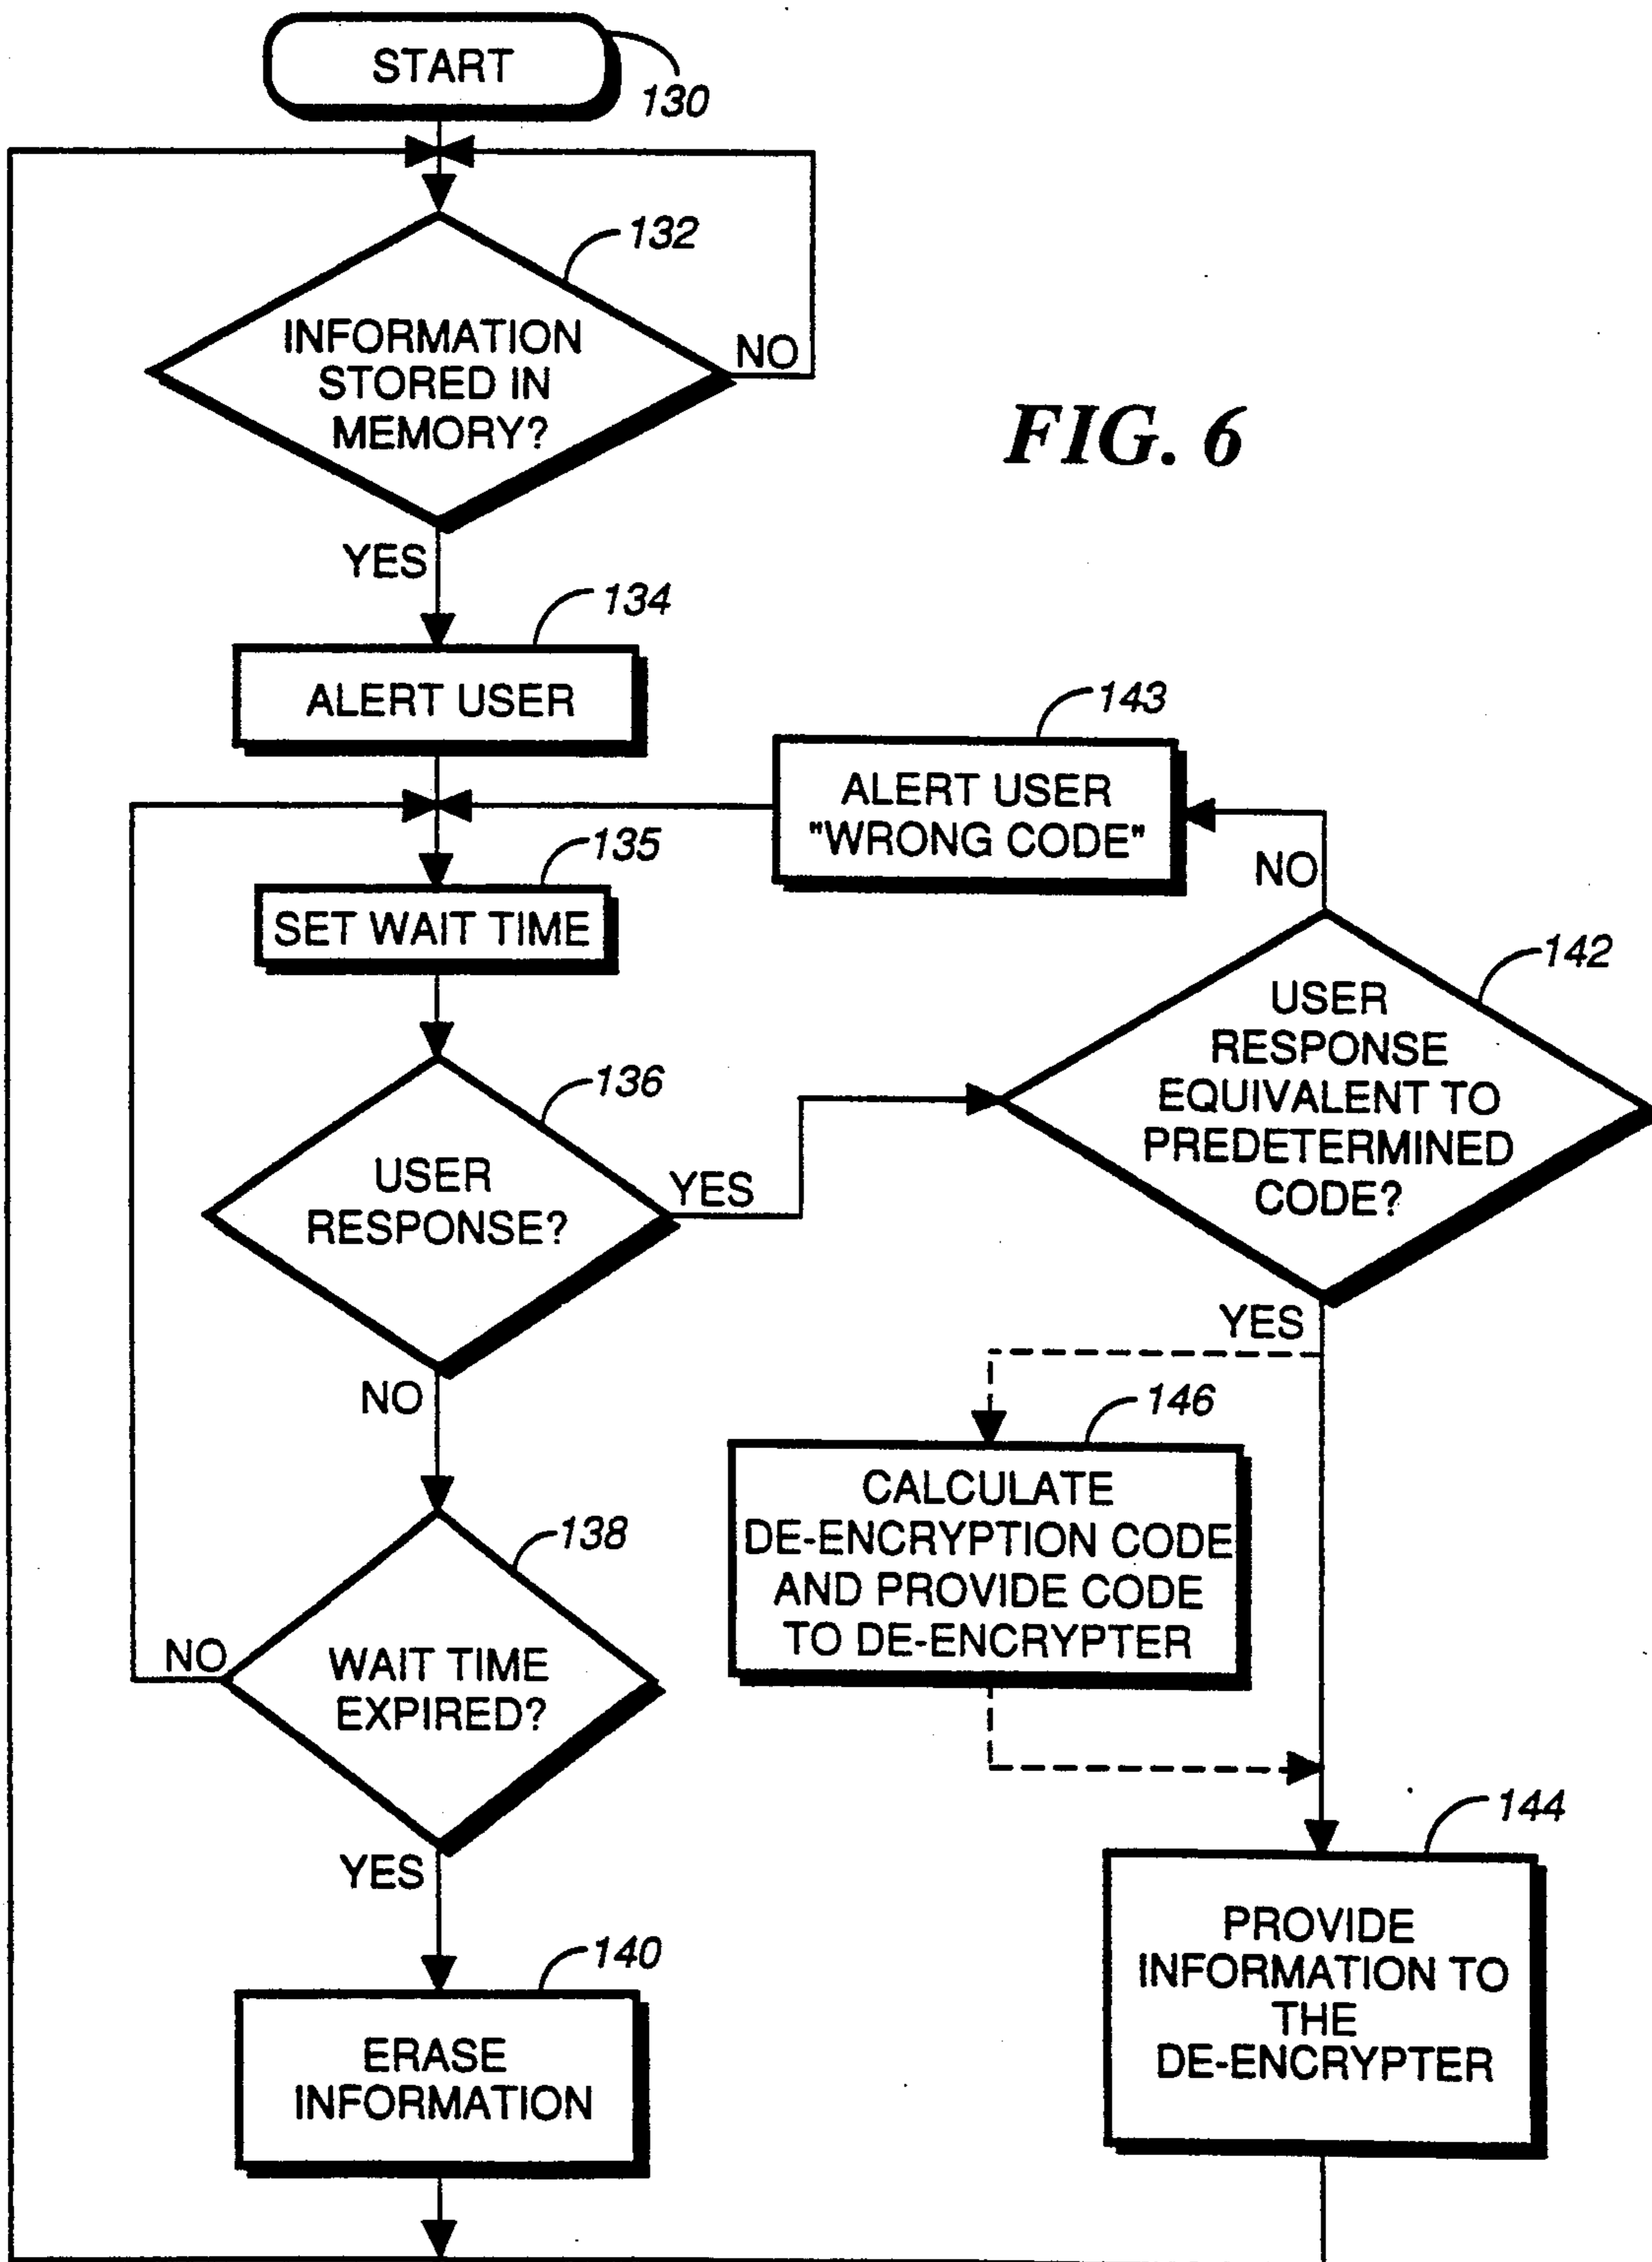 START
130
132
INFORMATION
STORED IN
MEMORY?
NO
FIG. 6
YES
134
ALERT USER
143
ALERT USER
"WRONG CODE"
135
SET WAIT TIME
NO
142
USER
RESPONSE
EQUIVALENT TO
PREDETERMINED
CODE?
136
USER
RESPONSE?
YES
YES
NO
146
CALCULATE
DE-ENCRYPTION CODE
AND PROVIDE CODE
TO DE-ENCRYPTER
138
WAIT TIME
EXPIRED?
NO
144
YES
PROVIDE
INFORMATION TO
THE
DE-ENCRYPTER
140
ERASE
INFORMATION